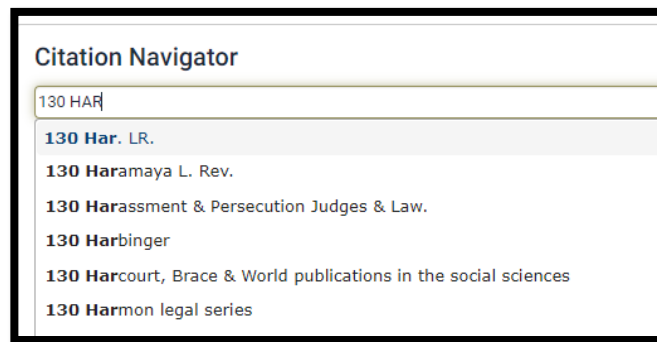 Citation Navigator
130 HAR
130 Har. LR.
130 Haramaya L. Rev.
130 Harassment & Persecution Judges & Law.
130 Harbinger
130 Harcourt, Brace & World publications in the social sciences
130 Harmon legal series